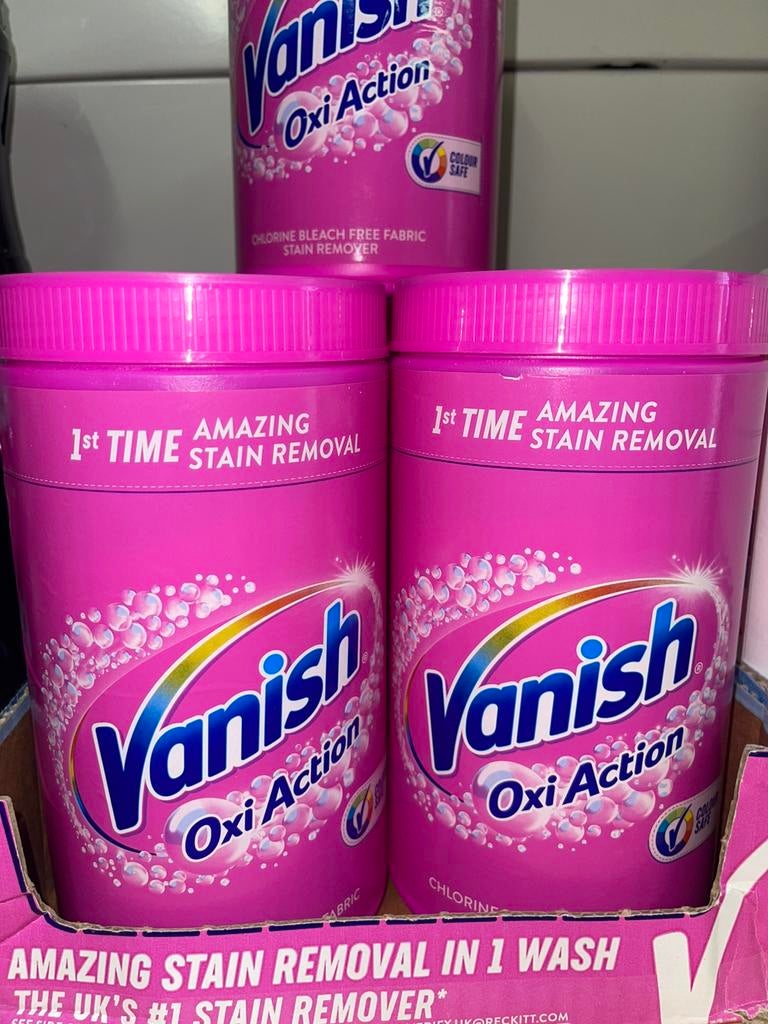 Vanish
Oxi Action
COLOUR
SAFE
CHLORINE BLEACH FREE FABRIC
STAIN REMOVER
1st TIME AMAZING
STAIN REMOVAL
Vanish®
Oxi Action
FABRIC
1st TIME AMAZING
STAIN REMOVAL
Vanish®
Oxi Action
COLOUR
SAFE
CHLORINE
AMAZING STAIN REMOVAL IN 1 WASH
THE UK'S #1 STAIN REMOVER*